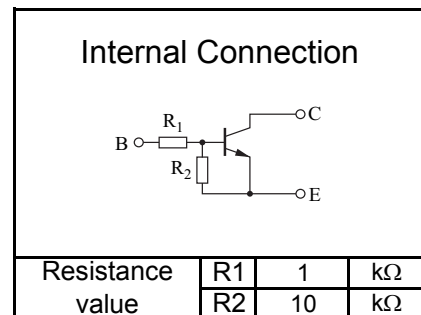 Internal Connection
C
R1
B
R2
E
Resistance value R1 1 kΩ
R2 10 kΩ